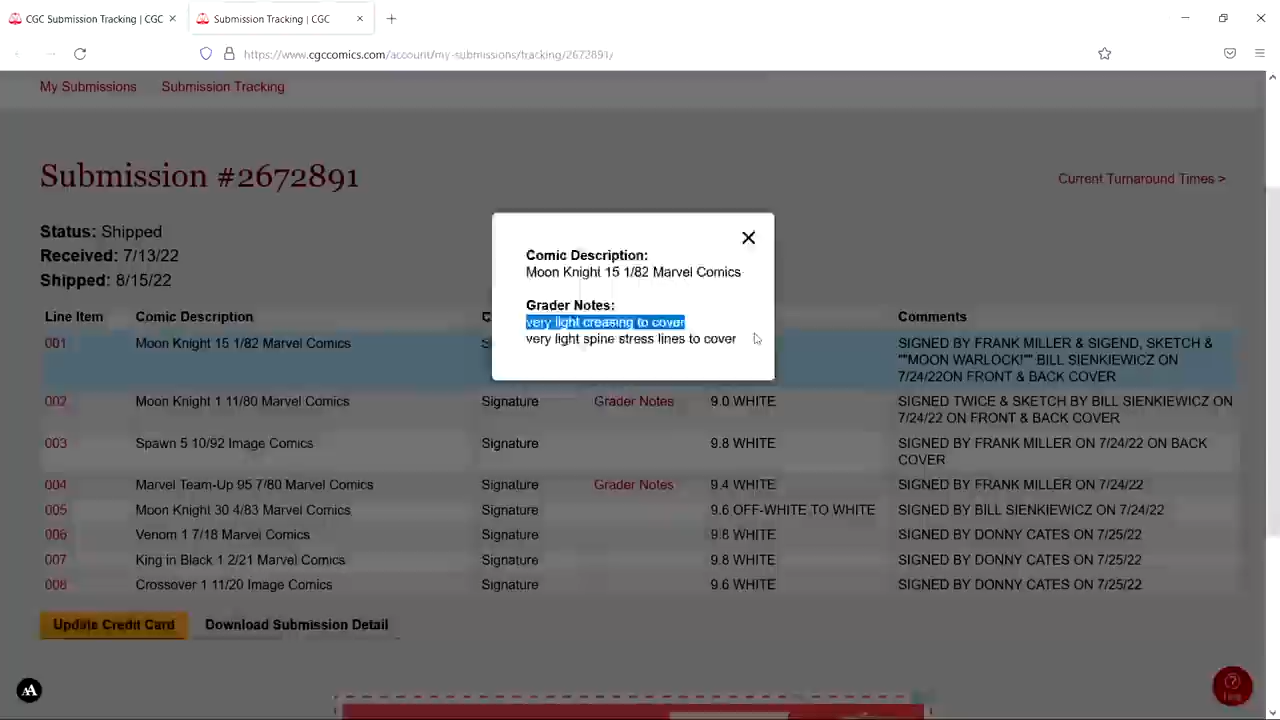 CGC Submission Tracking | CGC
Submission Tracking | CGC
https://www.cgccomics.com/account/my-submissions/tracking/2672891/
My Submissions Submission Tracking
Submission #2672891
Current Turnaround Times >
Status: Shipped
Received: 7/13/22
Shipped: 8/15/22
Comic Description:
Moon Knight 15 1/82 Marvel Comics
Grader Notes:
very light creasing to cover
very light spine stress lines to cover
Line Item Comic Description Comments
001 Moon Knight 15 1/82 Marvel Comics SIGNED BY FRANK MILLER & SIGEND, SKETCH &
""MOON WARLOCK!"" BILL SIENKIEWICZ ON
7/24/22ON FRONT & BACK COVER
002 Moon Knight 1 11/80 Marvel Comics Signature Grader Notes 9.0 WHITE SIGNED TWICE & SKETCH BY BILL SIENKIEWICZ ON
7/24/22 ON FRONT & BACK COVER
003 Spawn 5 10/92 Image Comics Signature 9.8 WHITE SIGNED BY FRANK MILLER ON 7/24/22 ON BACK
COVER
004 Marvel Team-Up 95 7/80 Marvel Comics Signature Grader Notes 9.4 WHITE SIGNED BY FRANK MILLER ON 7/24/22
005 Moon Knight 30 4/83 Marvel Comics Signature 9.6 OFF-WHITE TO WHITE SIGNED BY BILL SIENKIEWICZ ON 7/24/22
006 Venom 1 7/18 Marvel Comics Signature 9.8 WHITE SIGNED BY DONNY CATES ON 7/25/22
007 King in Black 1 2/21 Marvel Comics Signature 9.8 WHITE SIGNED BY DONNY CATES ON 7/25/22
008 Crossover 1 11/20 Image Comics Signature 9.6 WHITE SIGNED BY DONNY CATES ON 7/25/22
Update Credit Card Download Submission Detail
AA